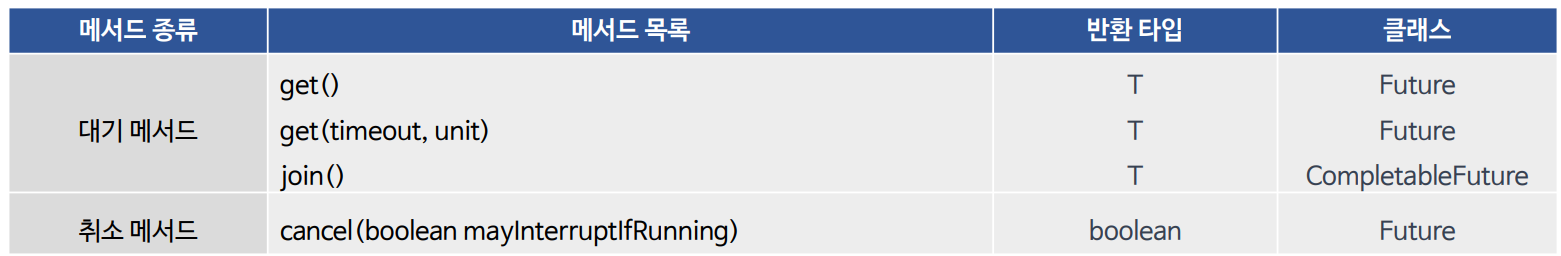 메서드 종류 메서드 목록 반환 타입 클래스
get() T Future
대기 메서드 get(timeout, unit) T Future
join() T CompletableFuture
취소 메서드 cancel(boolean mayInterruptIfRunning) boolean Future